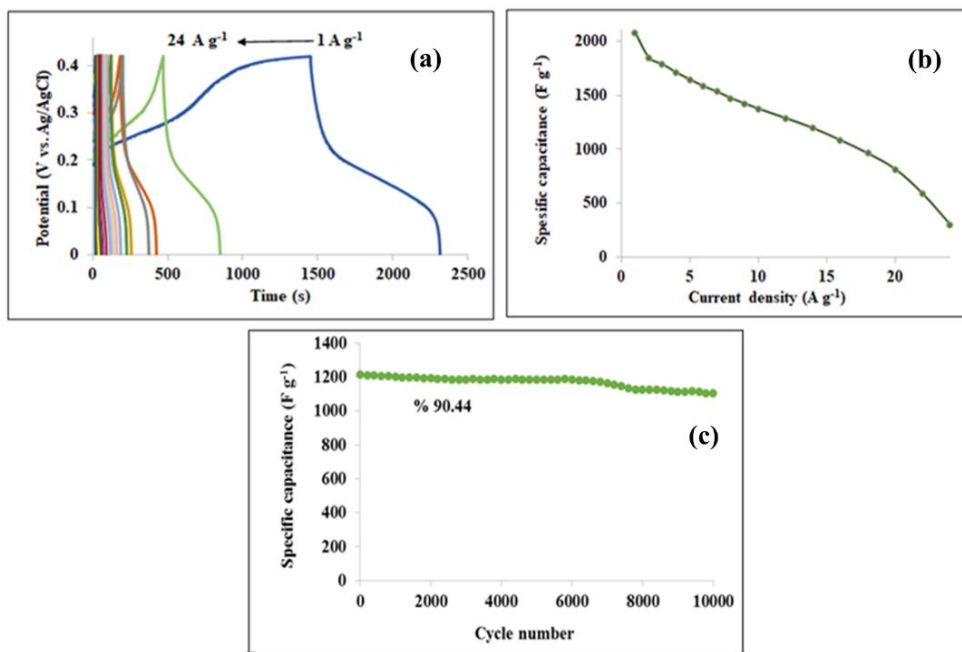 24 A g⁻¹ 1 A g⁻¹
(a)
0.4
0.3
0.2
0.1
0
Potential (V vs. Ag/AgCl)
0 500 1000 1500 2000 2500
Time (s)
(b)
2000
1500
1000
500
0
Spesific capacitance (F g⁻¹)
0 5 10 15 20
Current density (A g⁻¹)
1400
1200
1000
800
600
400
200
0
Specific capacitance (F g⁻¹)
% 90.44
(c)
0 2000 4000 6000 8000 10000
Cycle number